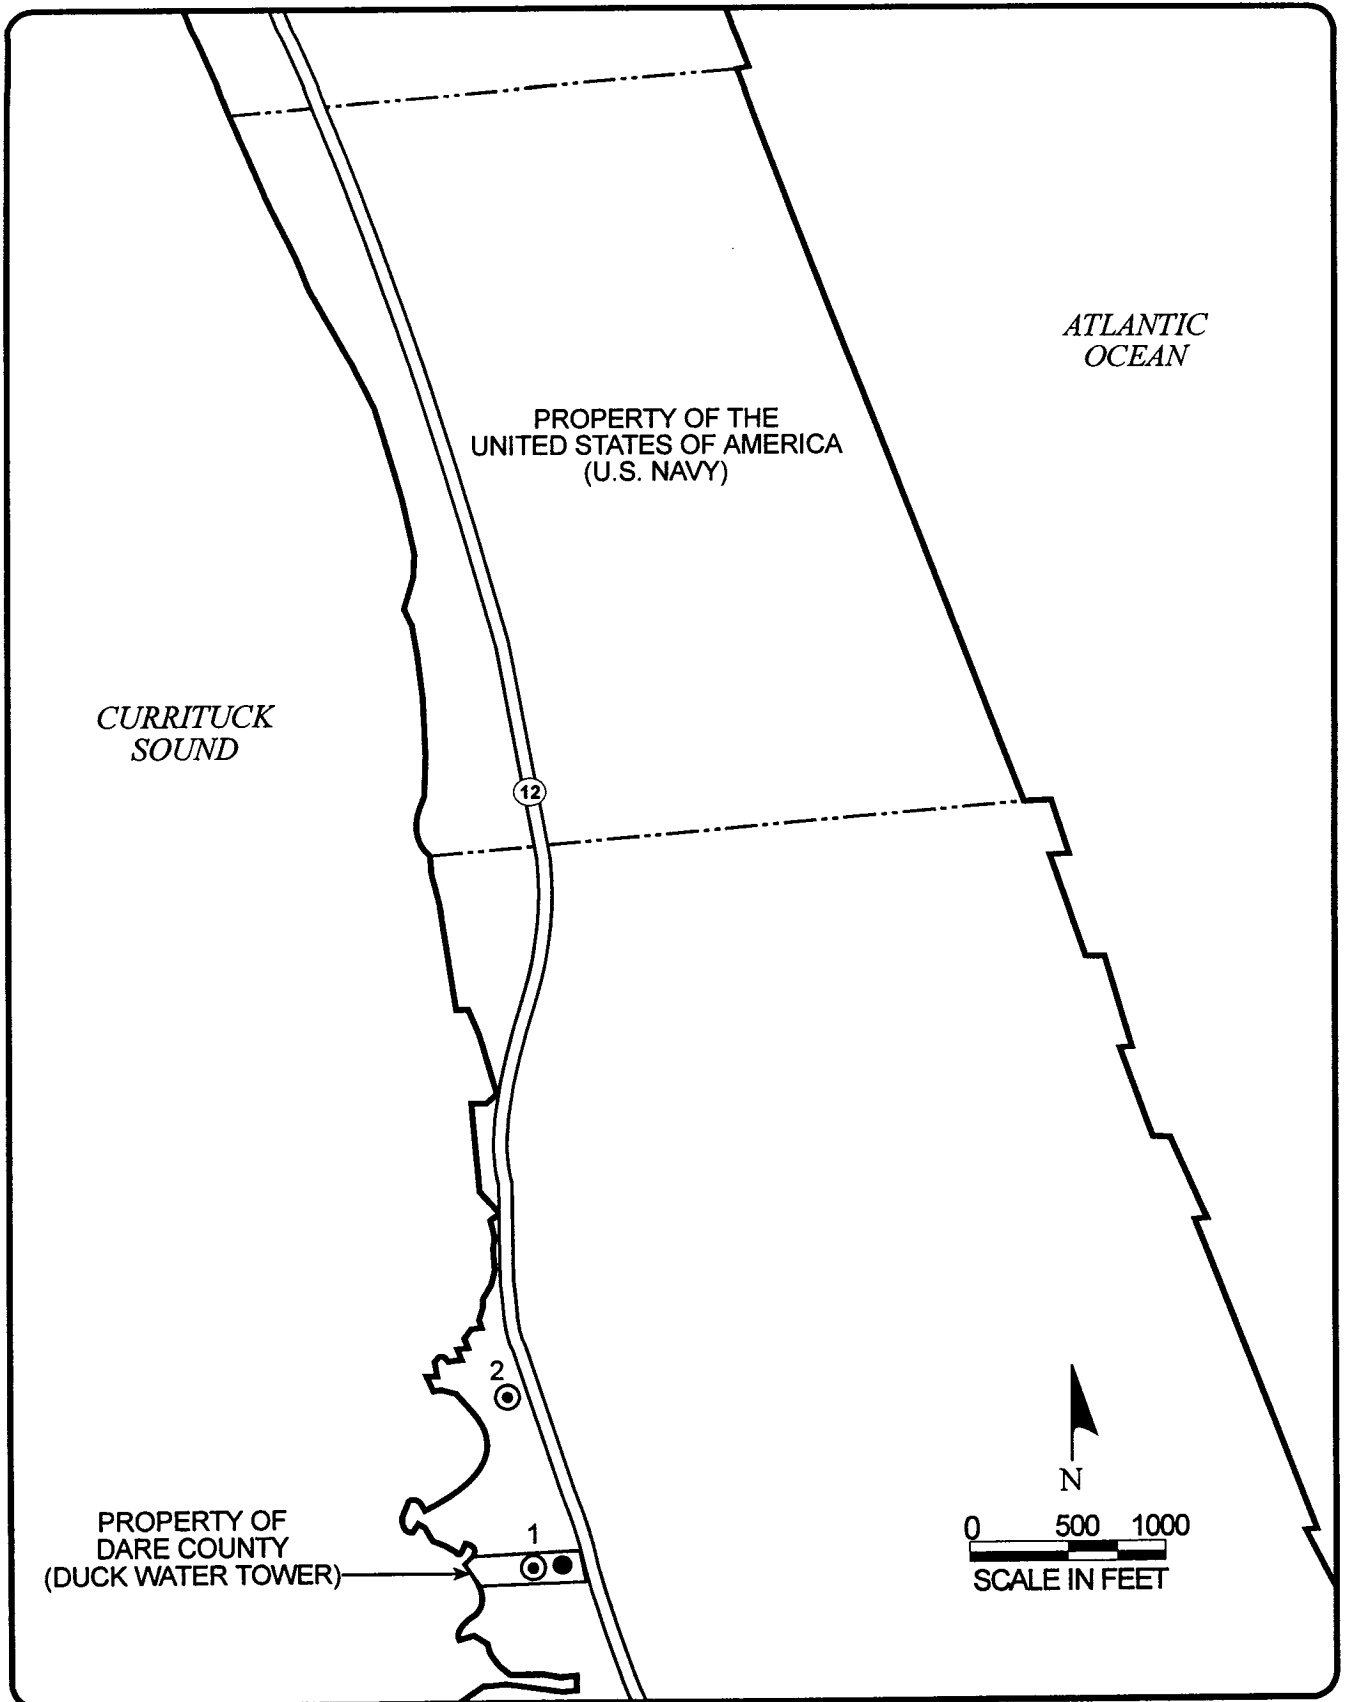 ATLANTIC
OCEAN
PROPERTY OF THE
UNITED STATES OF AMERICA
(U.S. NAVY)
CURRITUCK
SOUND
12
2
N
PROPERTY OF
DARE COUNTY
(DUCK WATER TOWER)
1
0 500 1000
SCALE IN FEET